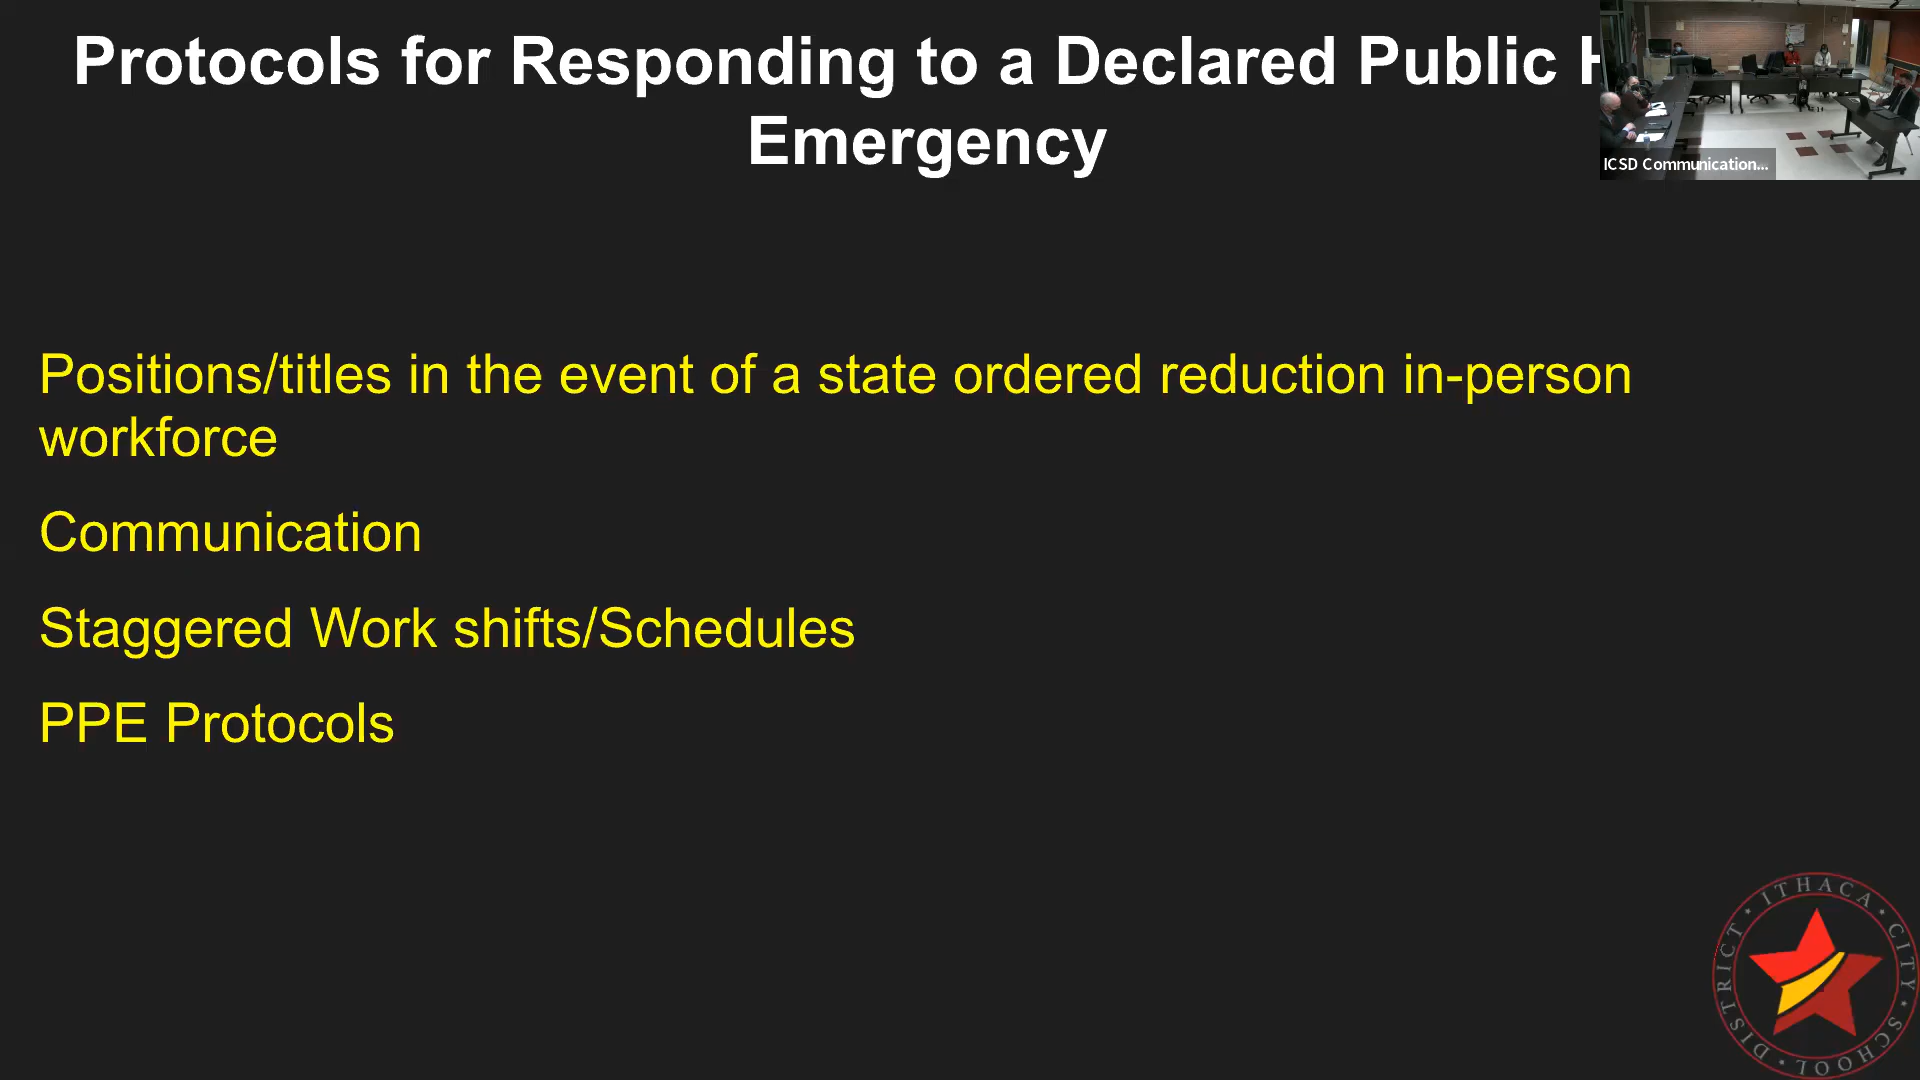 Protocols for Responding to a Declared Public H
Emergency
ICSD Communication...
Positions/titles in the event of a state ordered reduction in-person
workforce
Communication
Staggered Work shifts/Schedules
PPE Protocols
ITHACA • CITY • SCHOOL • DISTRICT •